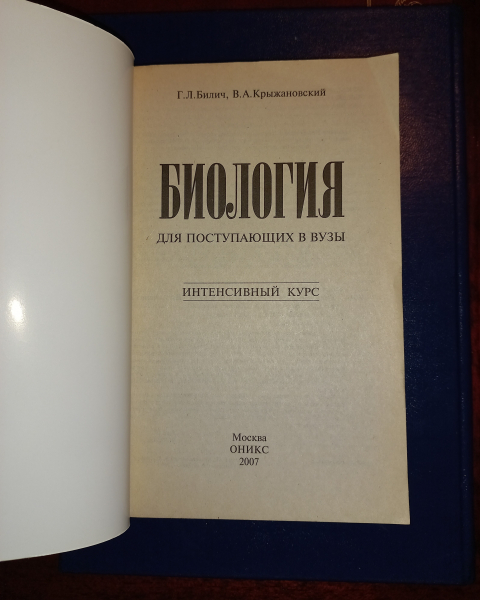 Г.Л.Билич, В.А.Крыжановский
БИОЛОГИЯ
ДЛЯ ПОСТУПАЮЩИХ В ВУЗЫ
ИНТЕНСИВНЫЙ КУРС
Москва
ОНИКС
2007